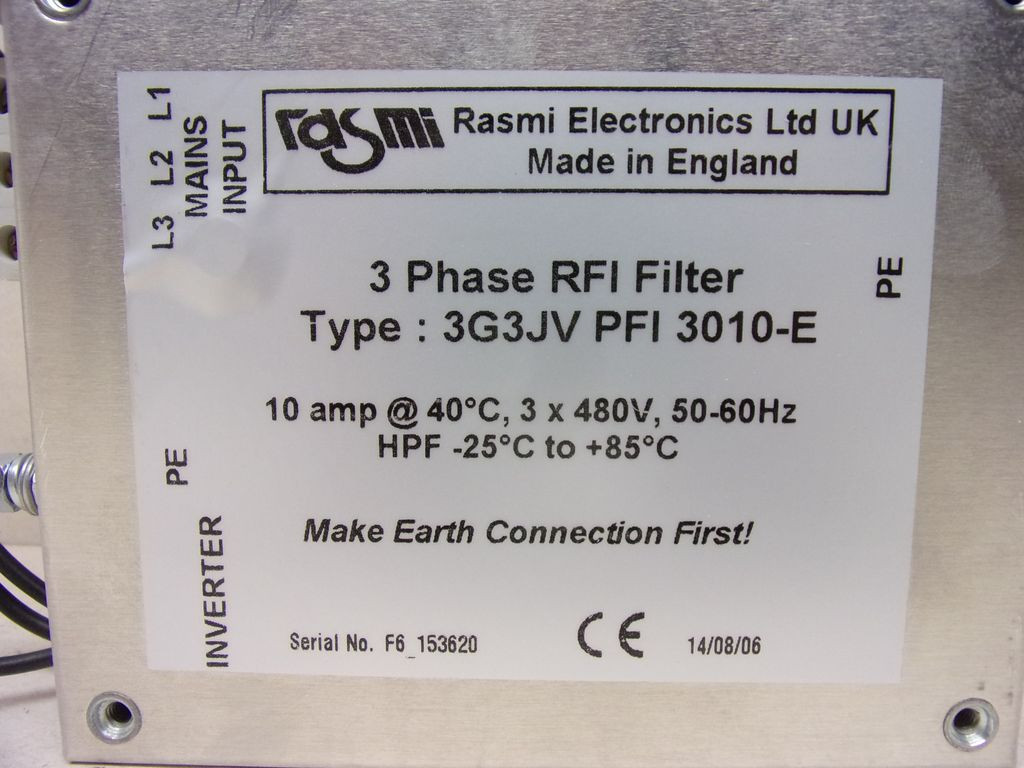 L3 L2 L1
MAINS
INPUT
rasmi
Rasmi Electronics Ltd UK
Made in England
3 Phase RFI Filter
Type : 3G3JV PFI 3010-E
PE
10 amp @ 40°C, 3 x 480V, 50-60Hz
HPF -25°C to +85°C
PE
INVERTER
Make Earth Connection First!
Serial No. F6_153620
CE
14/08/06